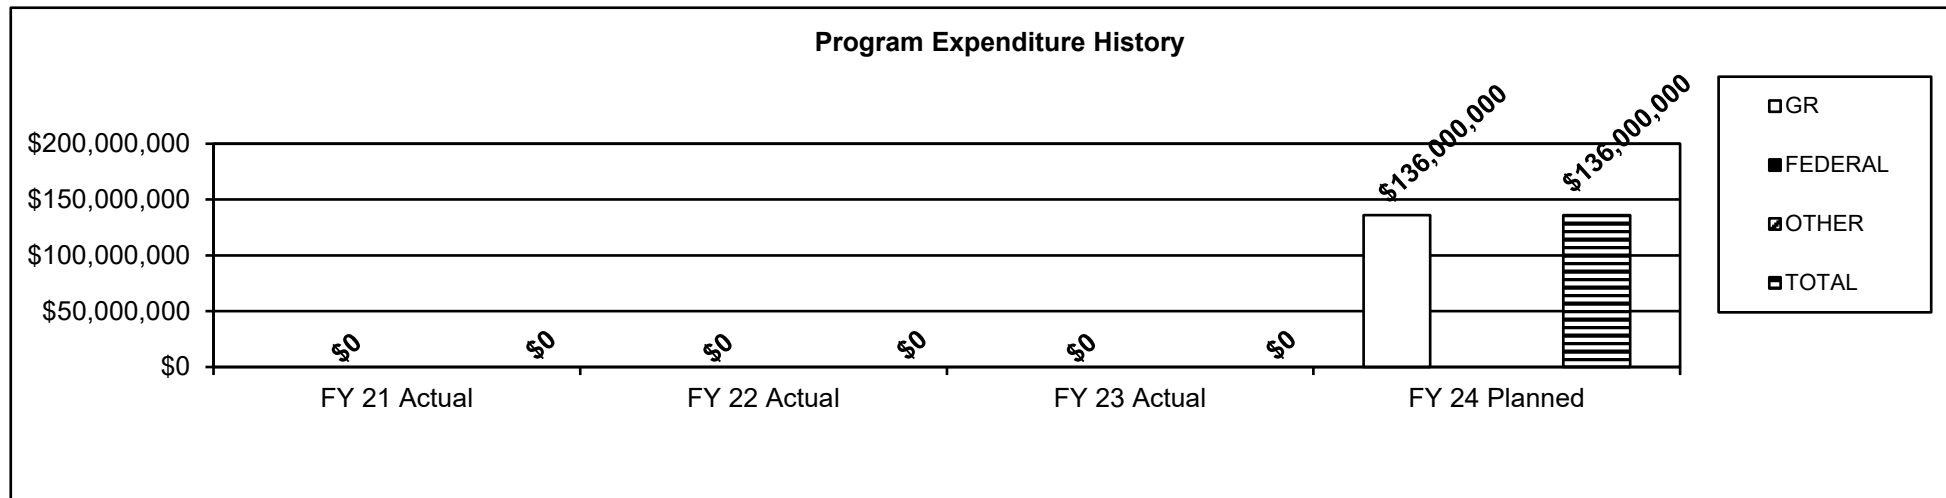 Program Expenditure History
$200,000,000
$150,000,000
$100,000,000
$50,000,000
$0
$0
$0
$0
$0
$0
$0
$136,000,000
$136,000,000
FY 21 Actual
FY 22 Actual
FY 23 Actual
FY 24 Planned
GR
FEDERAL
OTHER
TOTAL